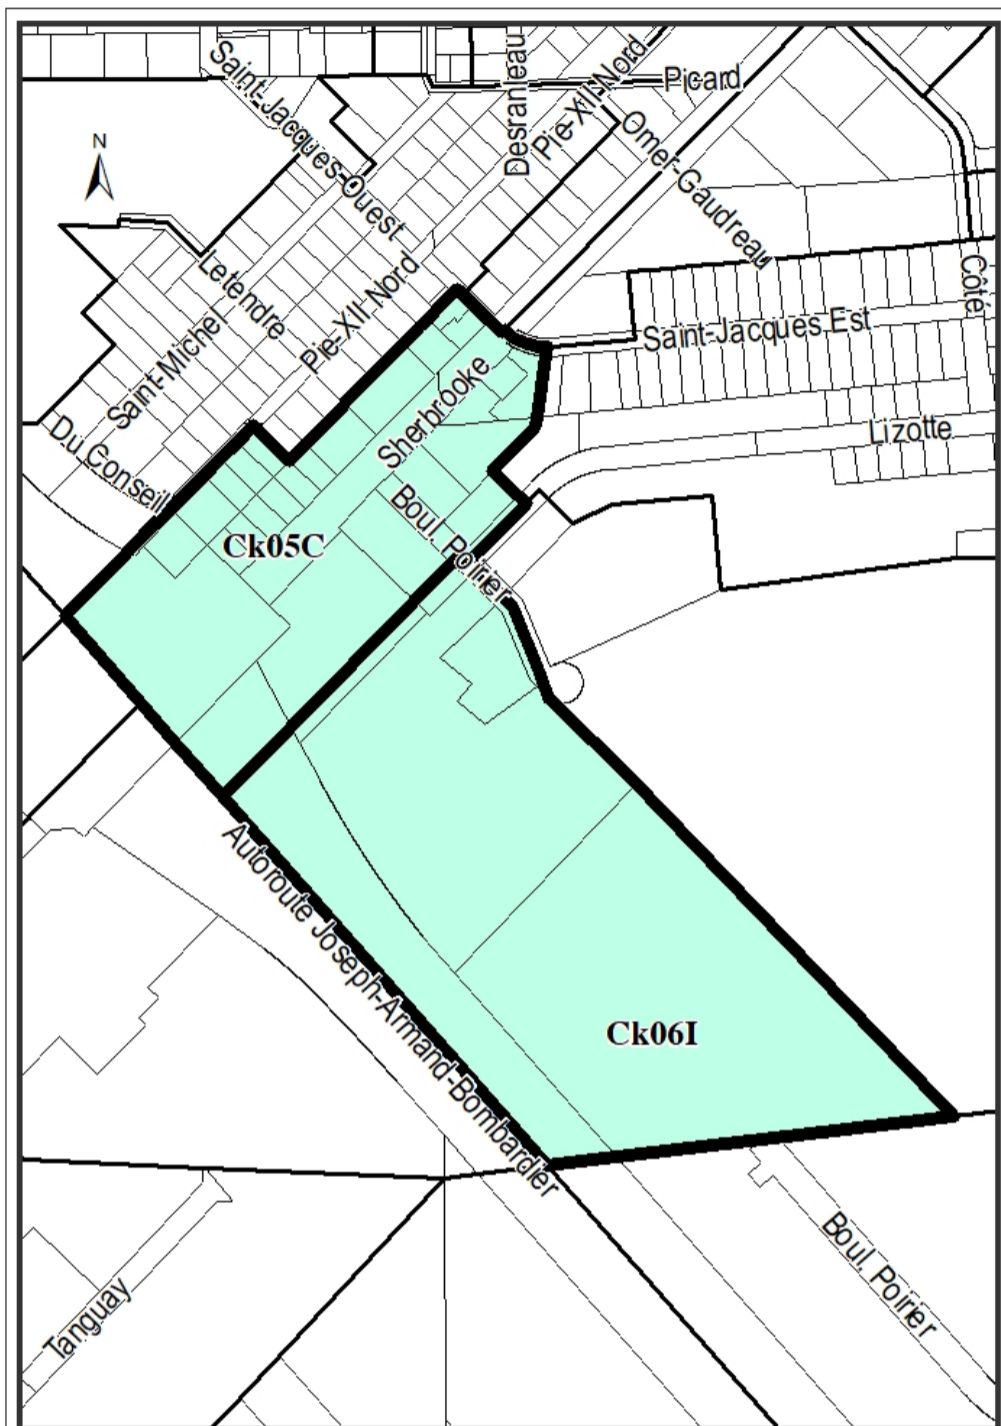 Saint-Jacques-Ouest
Desranleau
Pie-XII-Nord
Picard
Omer-Gaudreau
N
Letendre
Pie-XII-Nord
Saint-Michel
Côté
Saint-Jacques Est
Sherbrooke
Lizotte
Du Conseil
Boul. Poirier
Ck05C
Autoroute Joseph-Armand-Bombardier
Ck06I
Boul. Poirier
Tanguay